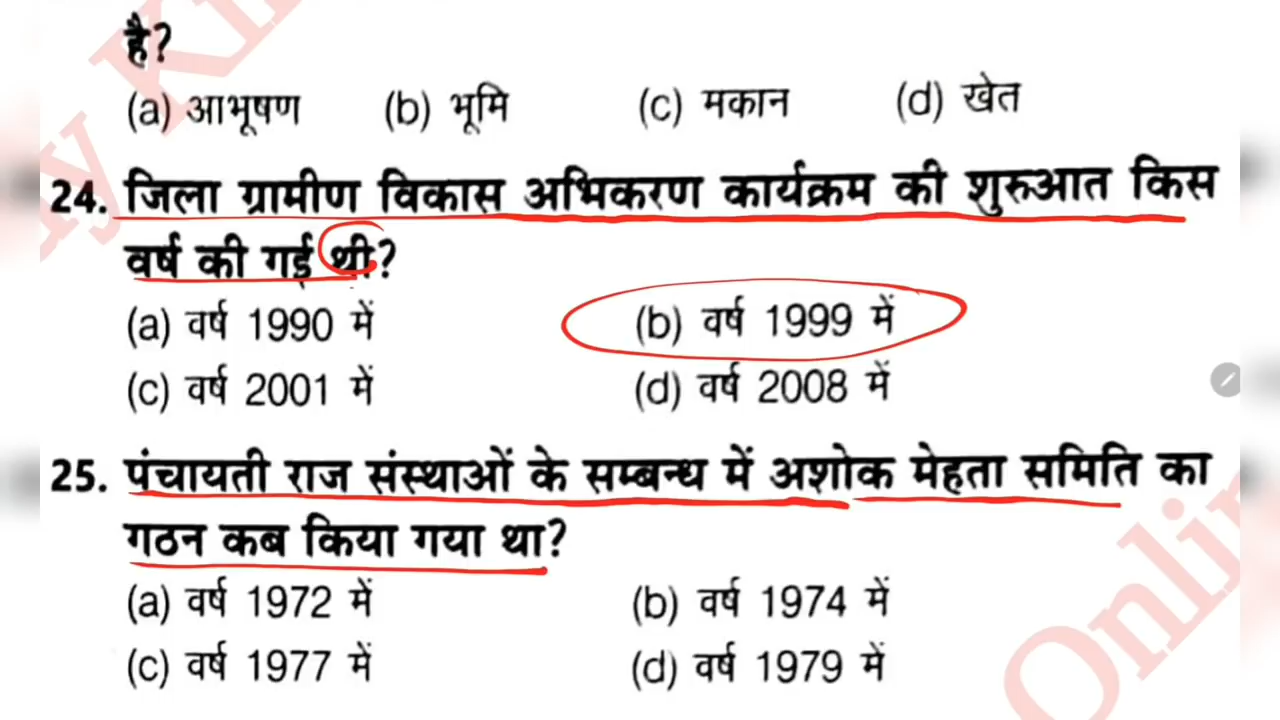 है?
(a) आभूषण (b) भूमि (c) मकान (d) खेत
24. जिला ग्रामीण विकास अभिकरण कार्यक्रम की शुरुआत किस
वर्ष की गई थी?
(a) वर्ष 1990 में (b) वर्ष 1999 में
(c) वर्ष 2001 में (d) वर्ष 2008 में
25. पंचायती राज संस्थाओं के सम्बन्ध में अशोक मेहता समिति का
गठन कब किया गया था?
(a) वर्ष 1972 में (b) वर्ष 1974 में
(c) वर्ष 1977 में (d) वर्ष 1979 में